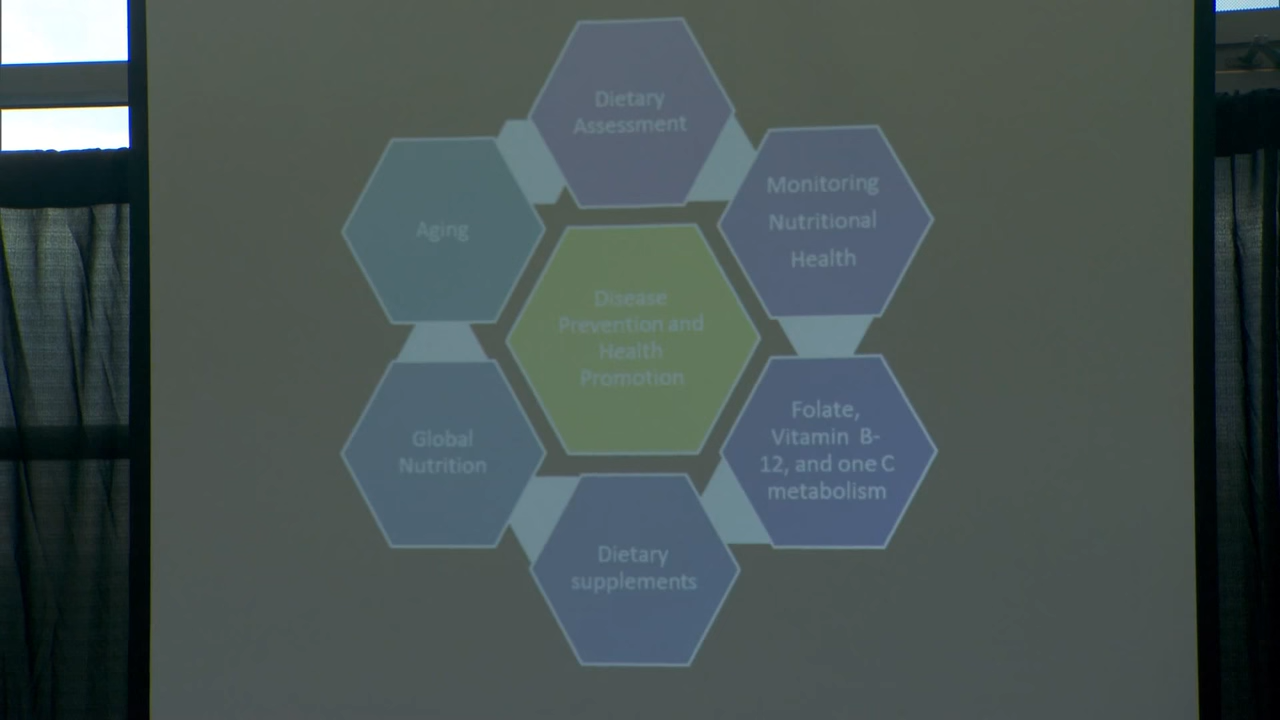 Dietary
Assessment
Monitoring
Nutritional
Health
Aging
Disease
Prevention and
Health
Promotion
Folate,
Vitamin B-
12, and one C
metabolism
Global
Nutrition
Dietary
supplements